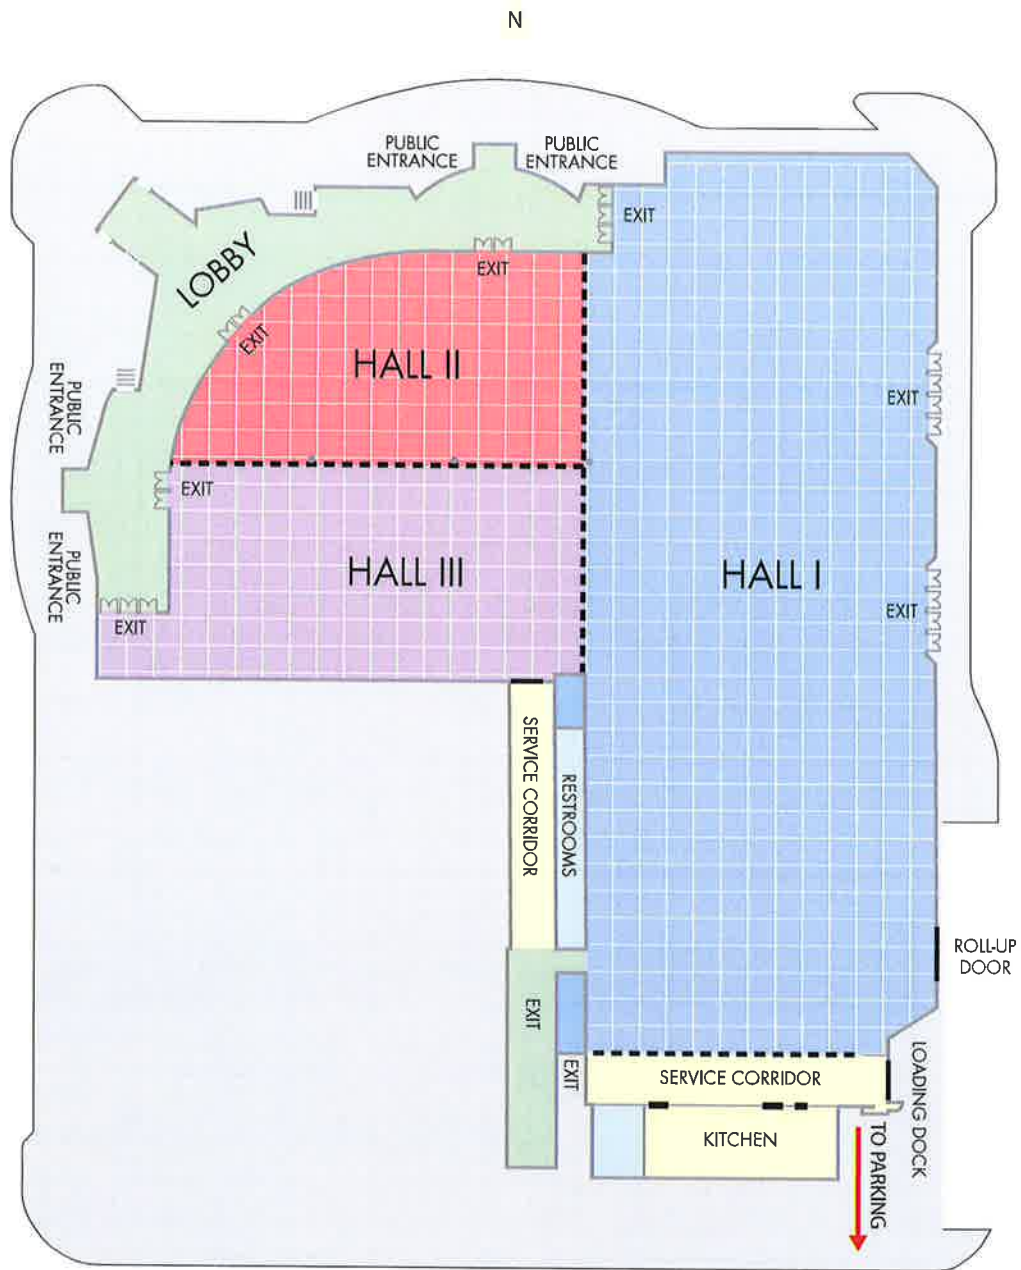 N
PUBLIC
ENTRANCE
PUBLIC
ENTRANCE
EXIT
LOBBY
EXIT
EXIT
HALL II
PUBLIC
ENTRANCE
EXIT
EXIT
PUBLIC
ENTRANCE
HALL III
HALL I
EXIT
EXIT
SERVICE CORRIDOR
RESTROOMS
ROLL-UP
DOOR
EXIT
EXIT
SERVICE CORRIDOR
LOADING DOCK
KITCHEN
TO PARKING